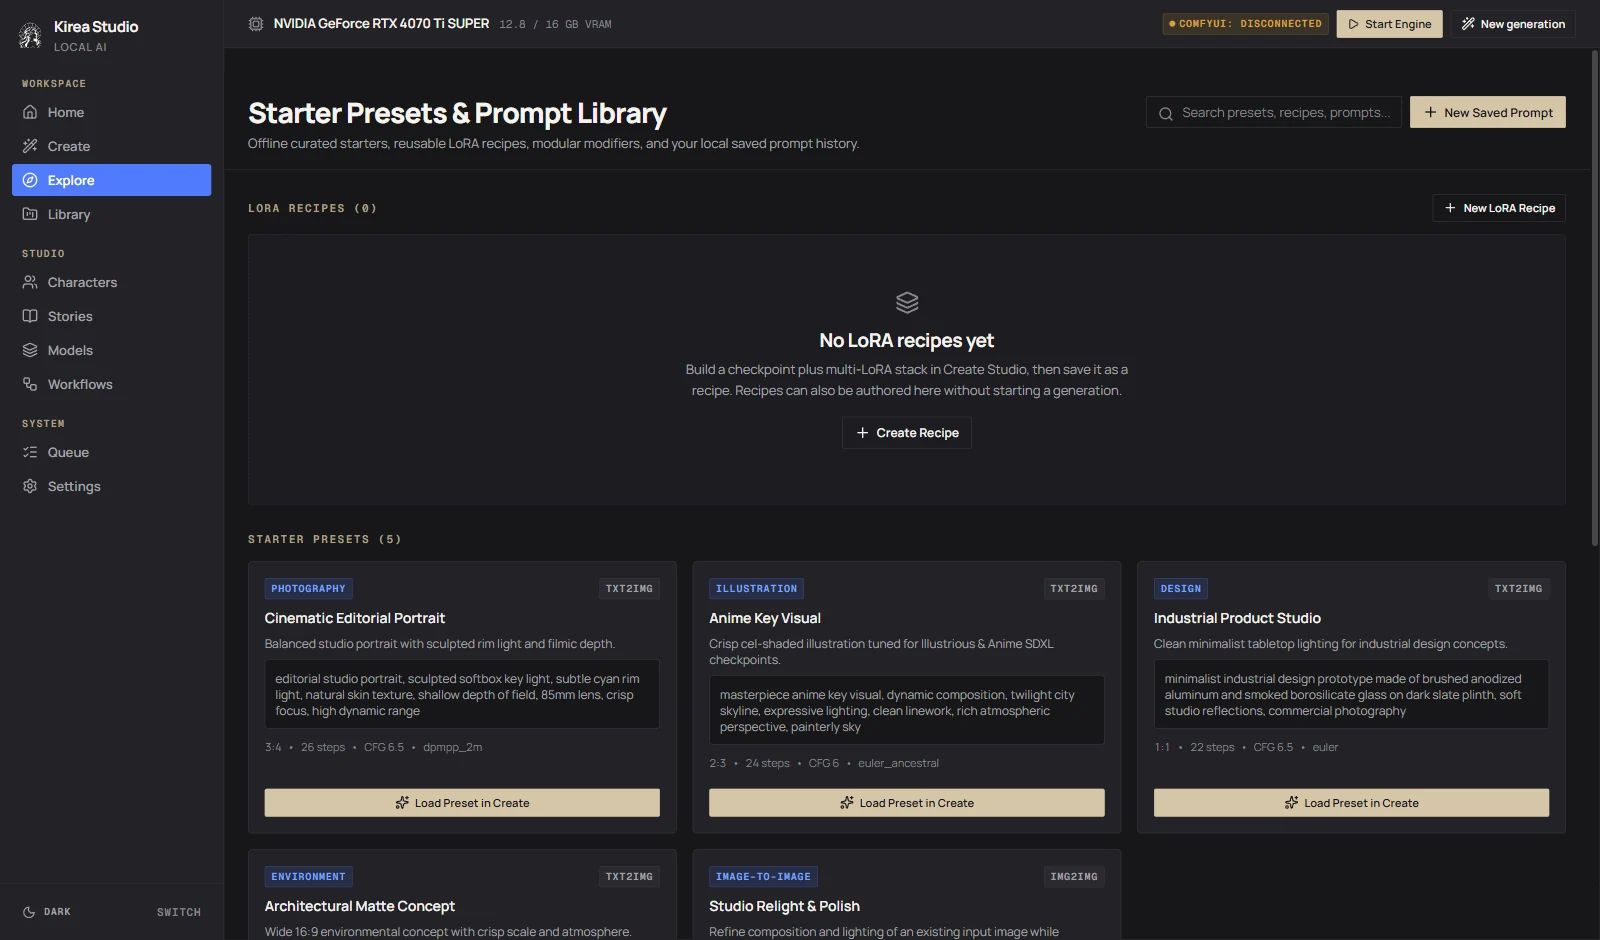 Kirea Studio
LOCAL AI
NVIDIA GeForce RTX 4070 Ti SUPER 12.8 / 16 GB VRAM
COMFYUI: DISCONNECTED
Start Engine
New generation
WORKSPACE
Home
Create
Explore
Library
STUDIO
Characters
Stories
Models
Workflows
SYSTEM
Queue
Settings
DARK SWITCH
Starter Presets & Prompt Library
Offline curated starters, reusable LoRA recipes, modular modifiers, and your local saved prompt history.
Search presets, recipes, prompts...
New Saved Prompt
LORA RECIPES (0)
New LoRA Recipe
No LoRA recipes yet
Build a checkpoint plus multi-LoRA stack in Create Studio, then save it as a
recipe. Recipes can also be authored here without starting a generation.
Create Recipe
STARTER PRESETS (5)
PHOTOGRAPHY TXT2IMG
Cinematic Editorial Portrait
Balanced studio portrait with sculpted rim light and filmic depth.
editorial studio portrait, sculpted softbox key light, subtle cyan rim
light, natural skin texture, shallow depth of field, 85mm lens, crisp
focus, high dynamic range
3:4 • 26 steps • CFG 6.5 • dpmpp_2m
Load Preset in Create
ILLUSTRATION TXT2IMG
Anime Key Visual
Crisp cel-shaded illustration tuned for Illustrious & Anime SDXL
checkpoints.
masterpiece anime key visual, dynamic composition, twilight city
skyline, expressive lighting, clean linework, rich atmospheric
perspective, painterly sky
2:3 • 24 steps • CFG 6 • euler_ancestral
Load Preset in Create
DESIGN TXT2IMG
Industrial Product Studio
Clean minimalist tabletop lighting for industrial design concepts.
minimalist industrial design prototype made of brushed anodized
aluminum and smoked borosilicate glass on dark slate plinth, soft
studio reflections, commercial photography
1:1 • 22 steps • CFG 6.5 • euler
Load Preset in Create
ENVIRONMENT TXT2IMG
Architectural Matte Concept
Wide 16:9 environmental concept with crisp scale and atmosphere.
IMAGE-TO-IMAGE IMG2IMG
Studio Relight & Polish
Refine composition and lighting of an existing input image while